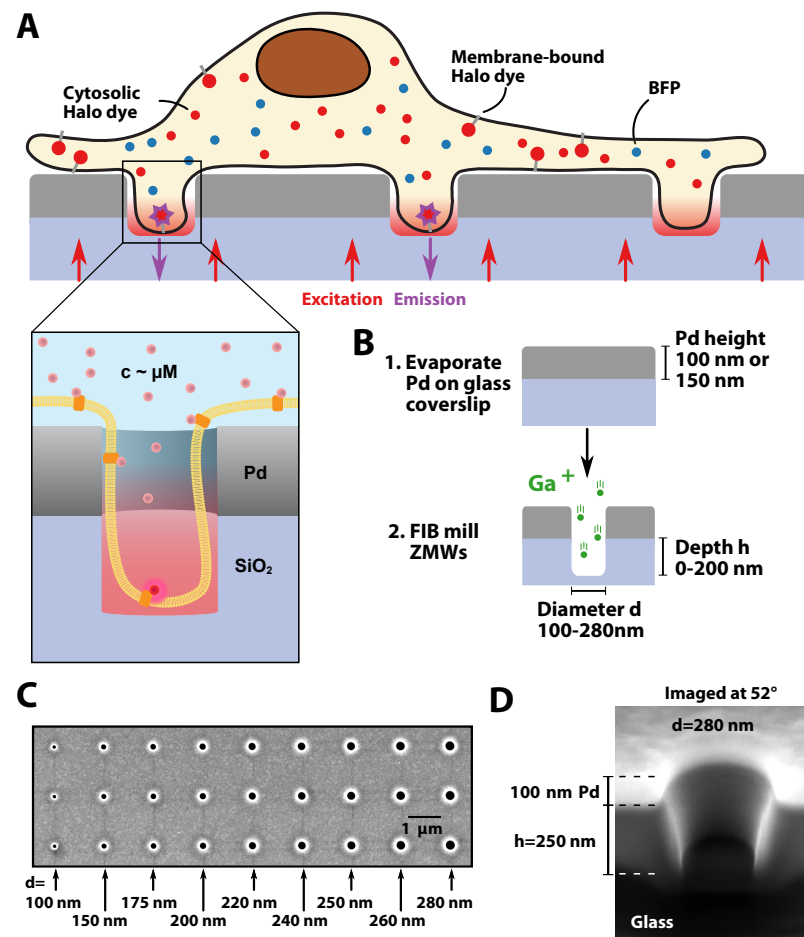 A
Cytosolic
Halo dye
Membrane-bound
Halo dye
BFP
Excitation Emission
c ~ µM
Pd
SiO₂
B
1. Evaporate
Pd on glass
coverslip
Pd height
100 nm or
150 nm
Ga +
2. FIB mill
ZMWs
Depth h
0-200 nm
Diameter d
100-280nm
C
1 µm
d=
100 nm 175 nm 220 nm 250 nm 280 nm
150 nm 200 nm 240 nm 260 nm
D
Imaged at 52°
d=280 nm
100 nm Pd
h=250 nm
Glass